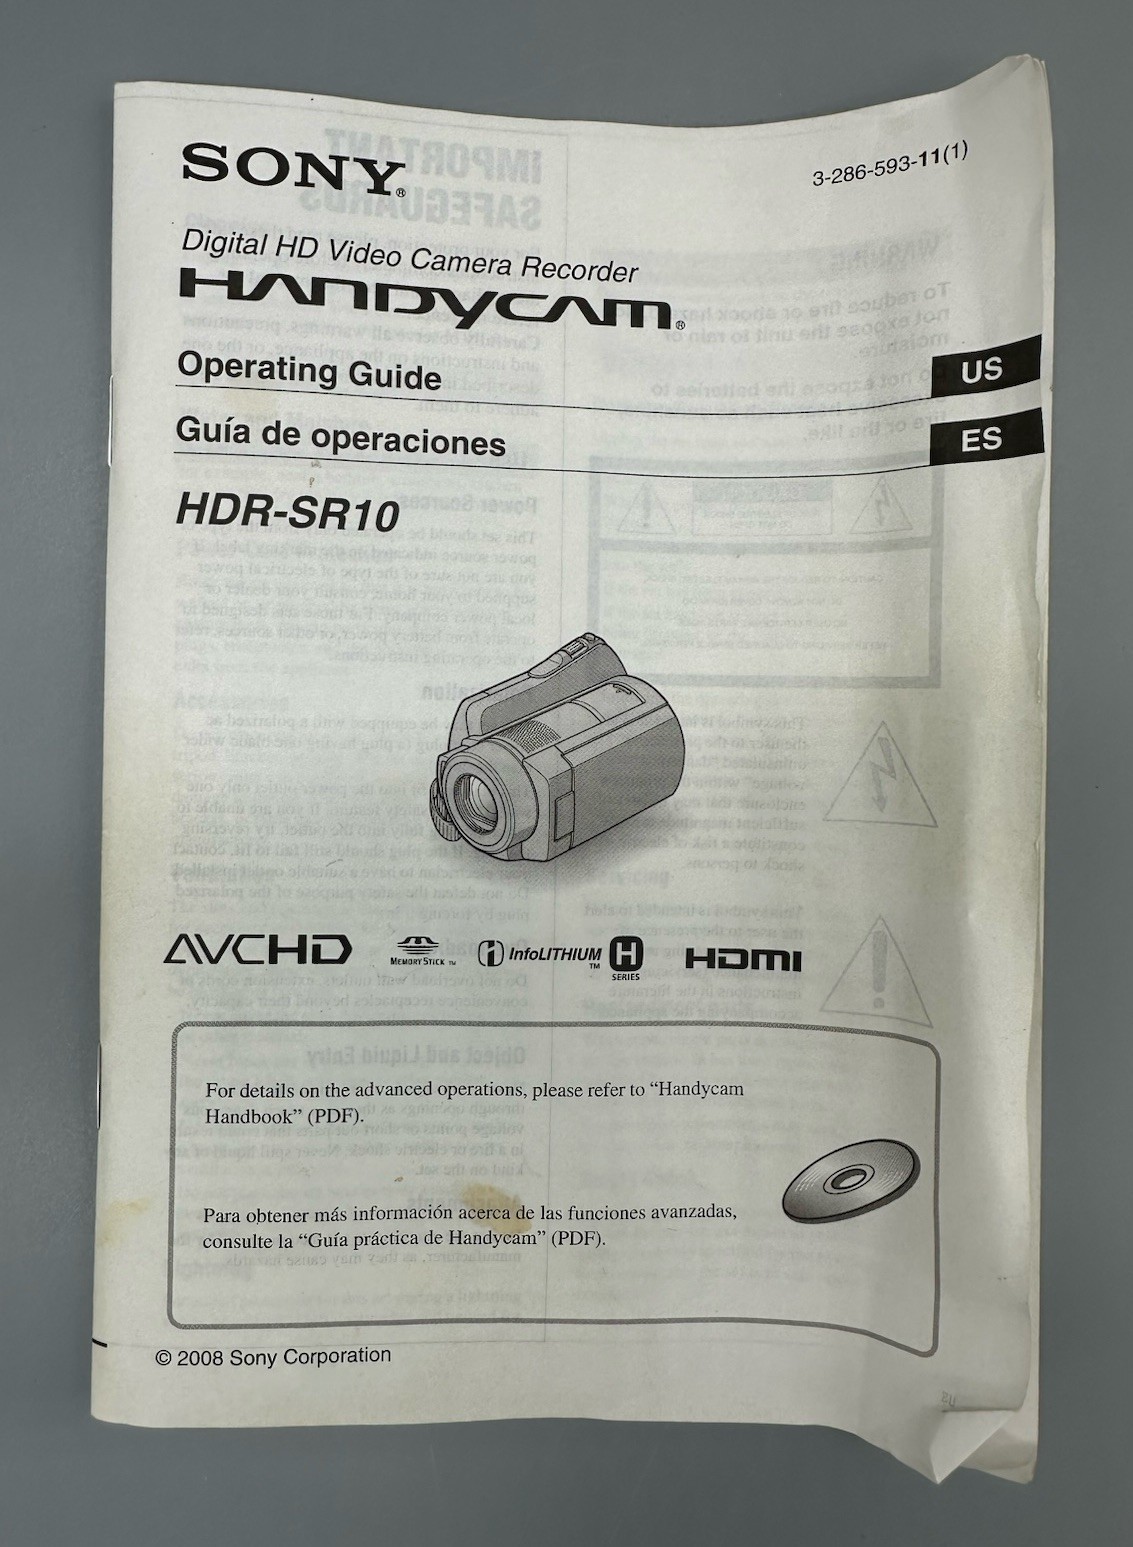 SONY®
3-286-593-11(1)
Digital HD Video Camera Recorder
HANDYCAM®
Operating Guide
US
Guía de operaciones
ES
HDR-SR10
AVCHD
MEMORY STICK TM
InfoLITHIUM TM
H
SERIES
HDMI
For details on the advanced operations, please refer to “Handycam
Handbook” (PDF).
Para obtener más información acerca de las funciones avanzadas,
consulte la “Guía práctica de Handycam” (PDF).
© 2008 Sony Corporation